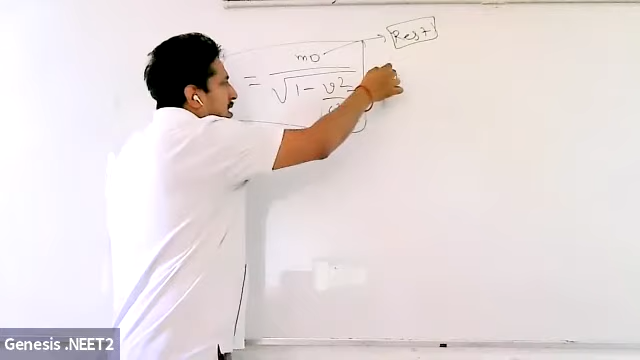 Rest
= m0
√1 - v2
Genesis .NEET2